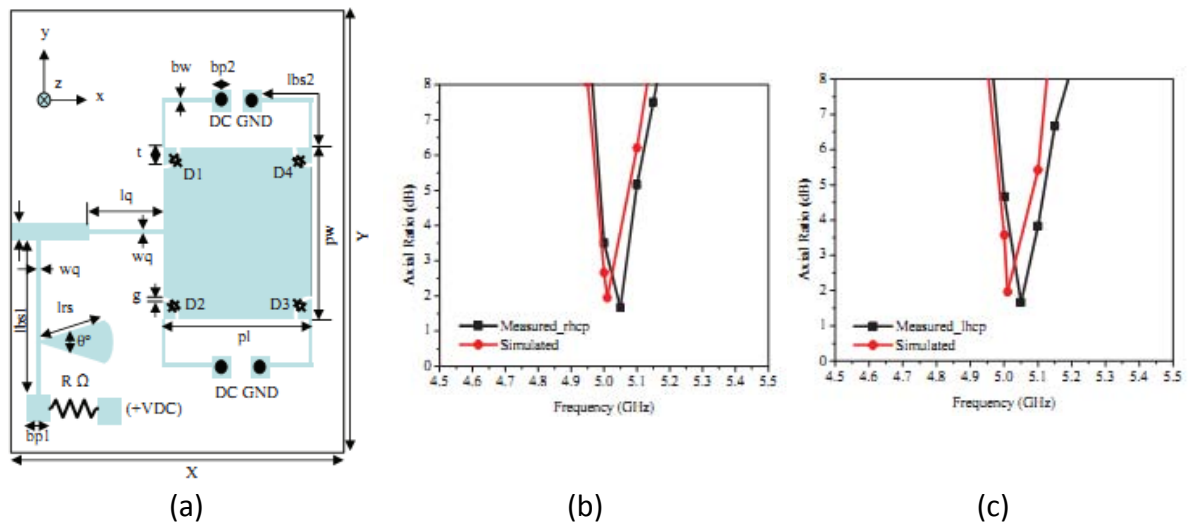 y
z
x
bw
bp2
lbs2
DC GND
t
D1
D4
lq
wq
pw
Y
wq
lbs1
g
D2
D3
lrs
θ°
pl
R Ω
(+VDC)
DC GND
bp1
X
(a)
8
7
6
5
4
3
2
1
0
Axial Ratio (dB)
Measured_rhcp
Simulated
4.5 4.6 4.7 4.8 4.9 5.0 5.1 5.2 5.3 5.4 5.5
Frequency (GHz)
(b)
8
7
6
5
4
3
2
1
0
Axial Ratio (dB)
Measured_lhcp
Simulated
4.5 4.6 4.7 4.8 4.9 5.0 5.1 5.2 5.3 5.4 5.5
Frequency (GHz)
(c)